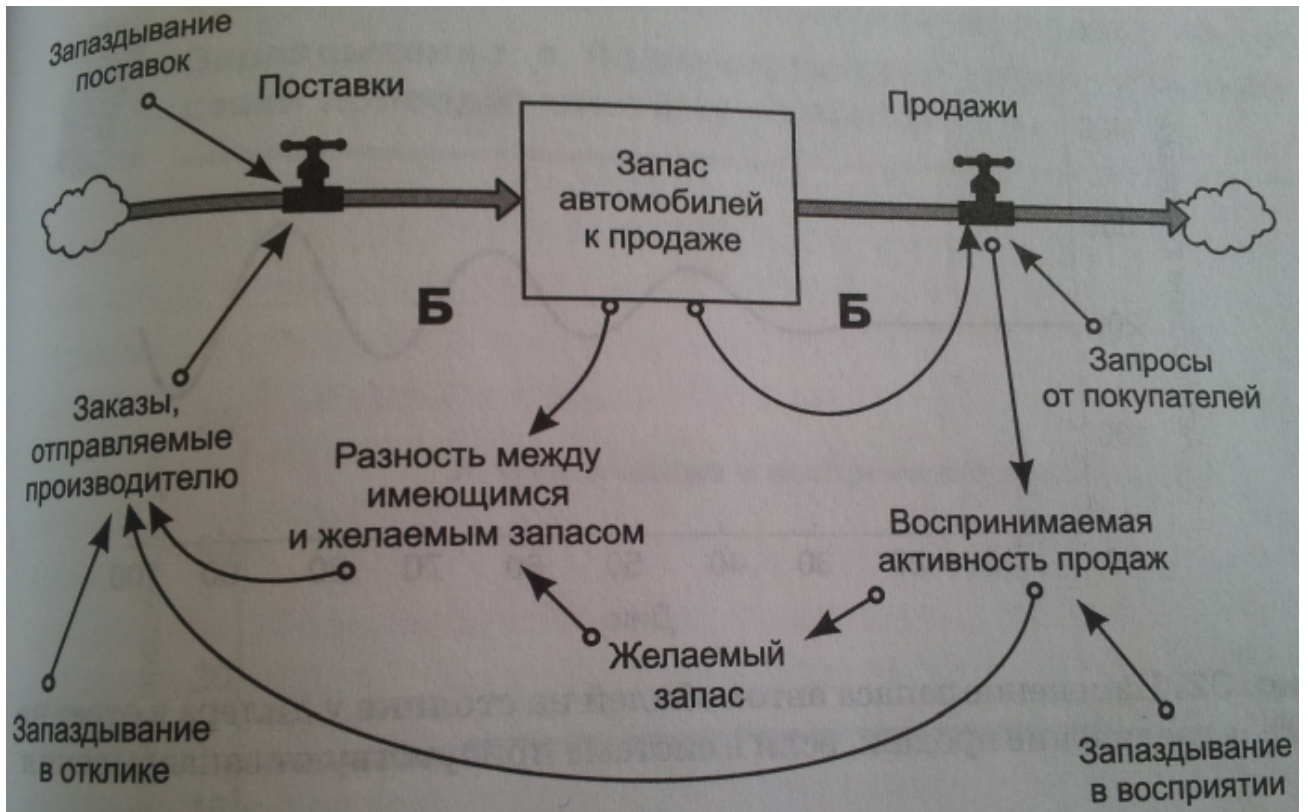 Запаздывание
поставок
Поставки
Продажи
Запас
автомобилей
к продаже
Б
Б
Запросы
от покупателей
Заказы,
отправляемые
производителю
Разность между
имеющимся
и желаемым запасом
Воспринимаемая
активность продаж
Желаемый
запас
Запаздывание
в отклике
Запаздывание
в восприятии